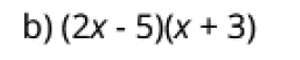 b) (2x - 5)(x + 3)